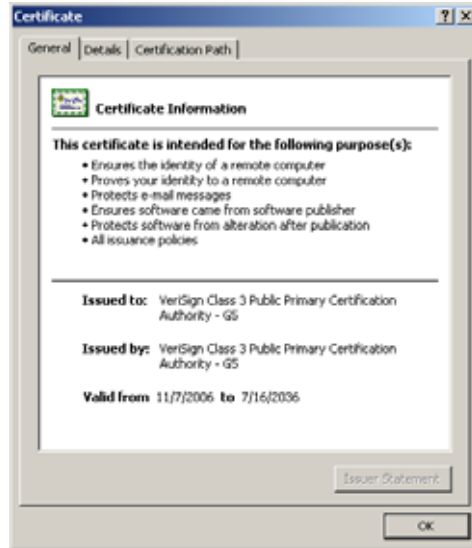 Certificate
General Details Certification Path
Certificate Information
This certificate is intended for the following purpose(s):
• Ensures the identity of a remote computer
• Proves your identity to a remote computer
• Protects e-mail messages
• Ensures software came from software publisher
• Protects software from alteration after publication
• All issuance policies
Issued to: VeriSign Class 3 Public Primary Certification
Authority - G5
Issued by: VeriSign Class 3 Public Primary Certification
Authority - G5
Valid from 11/7/2006 to 7/16/2036
Issuer Statement
OK